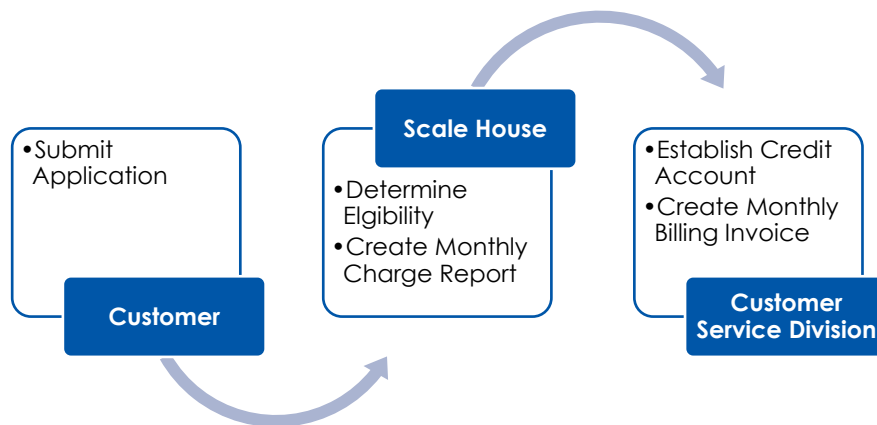 •Submit
Application
Customer
Scale House
•Determine
Elgibility
•Create Monthly
Charge Report
•Establish Credit
Account
•Create Monthly
Billing Invoice
Customer
Service Division